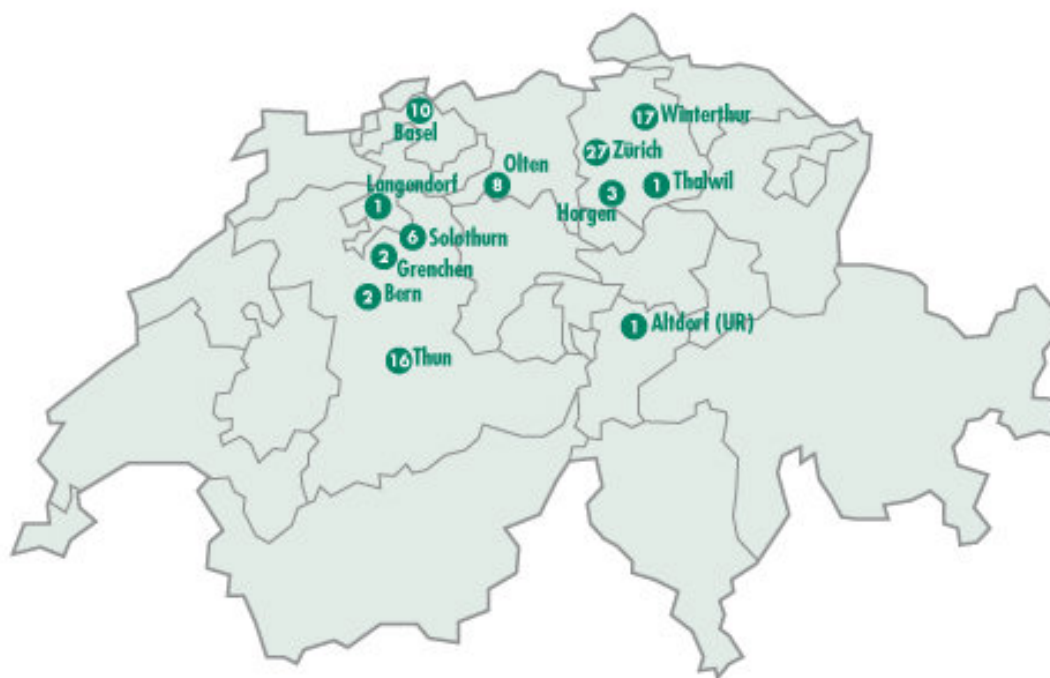 10
Basel
17 Winterthur
27 Zürich
Olten
8
Langendorf
1
1 Thalwil
3
Horgen
6 Solothurn
2 Grenchen
2 Bern
1 Altdorf (UR)
16 Thun